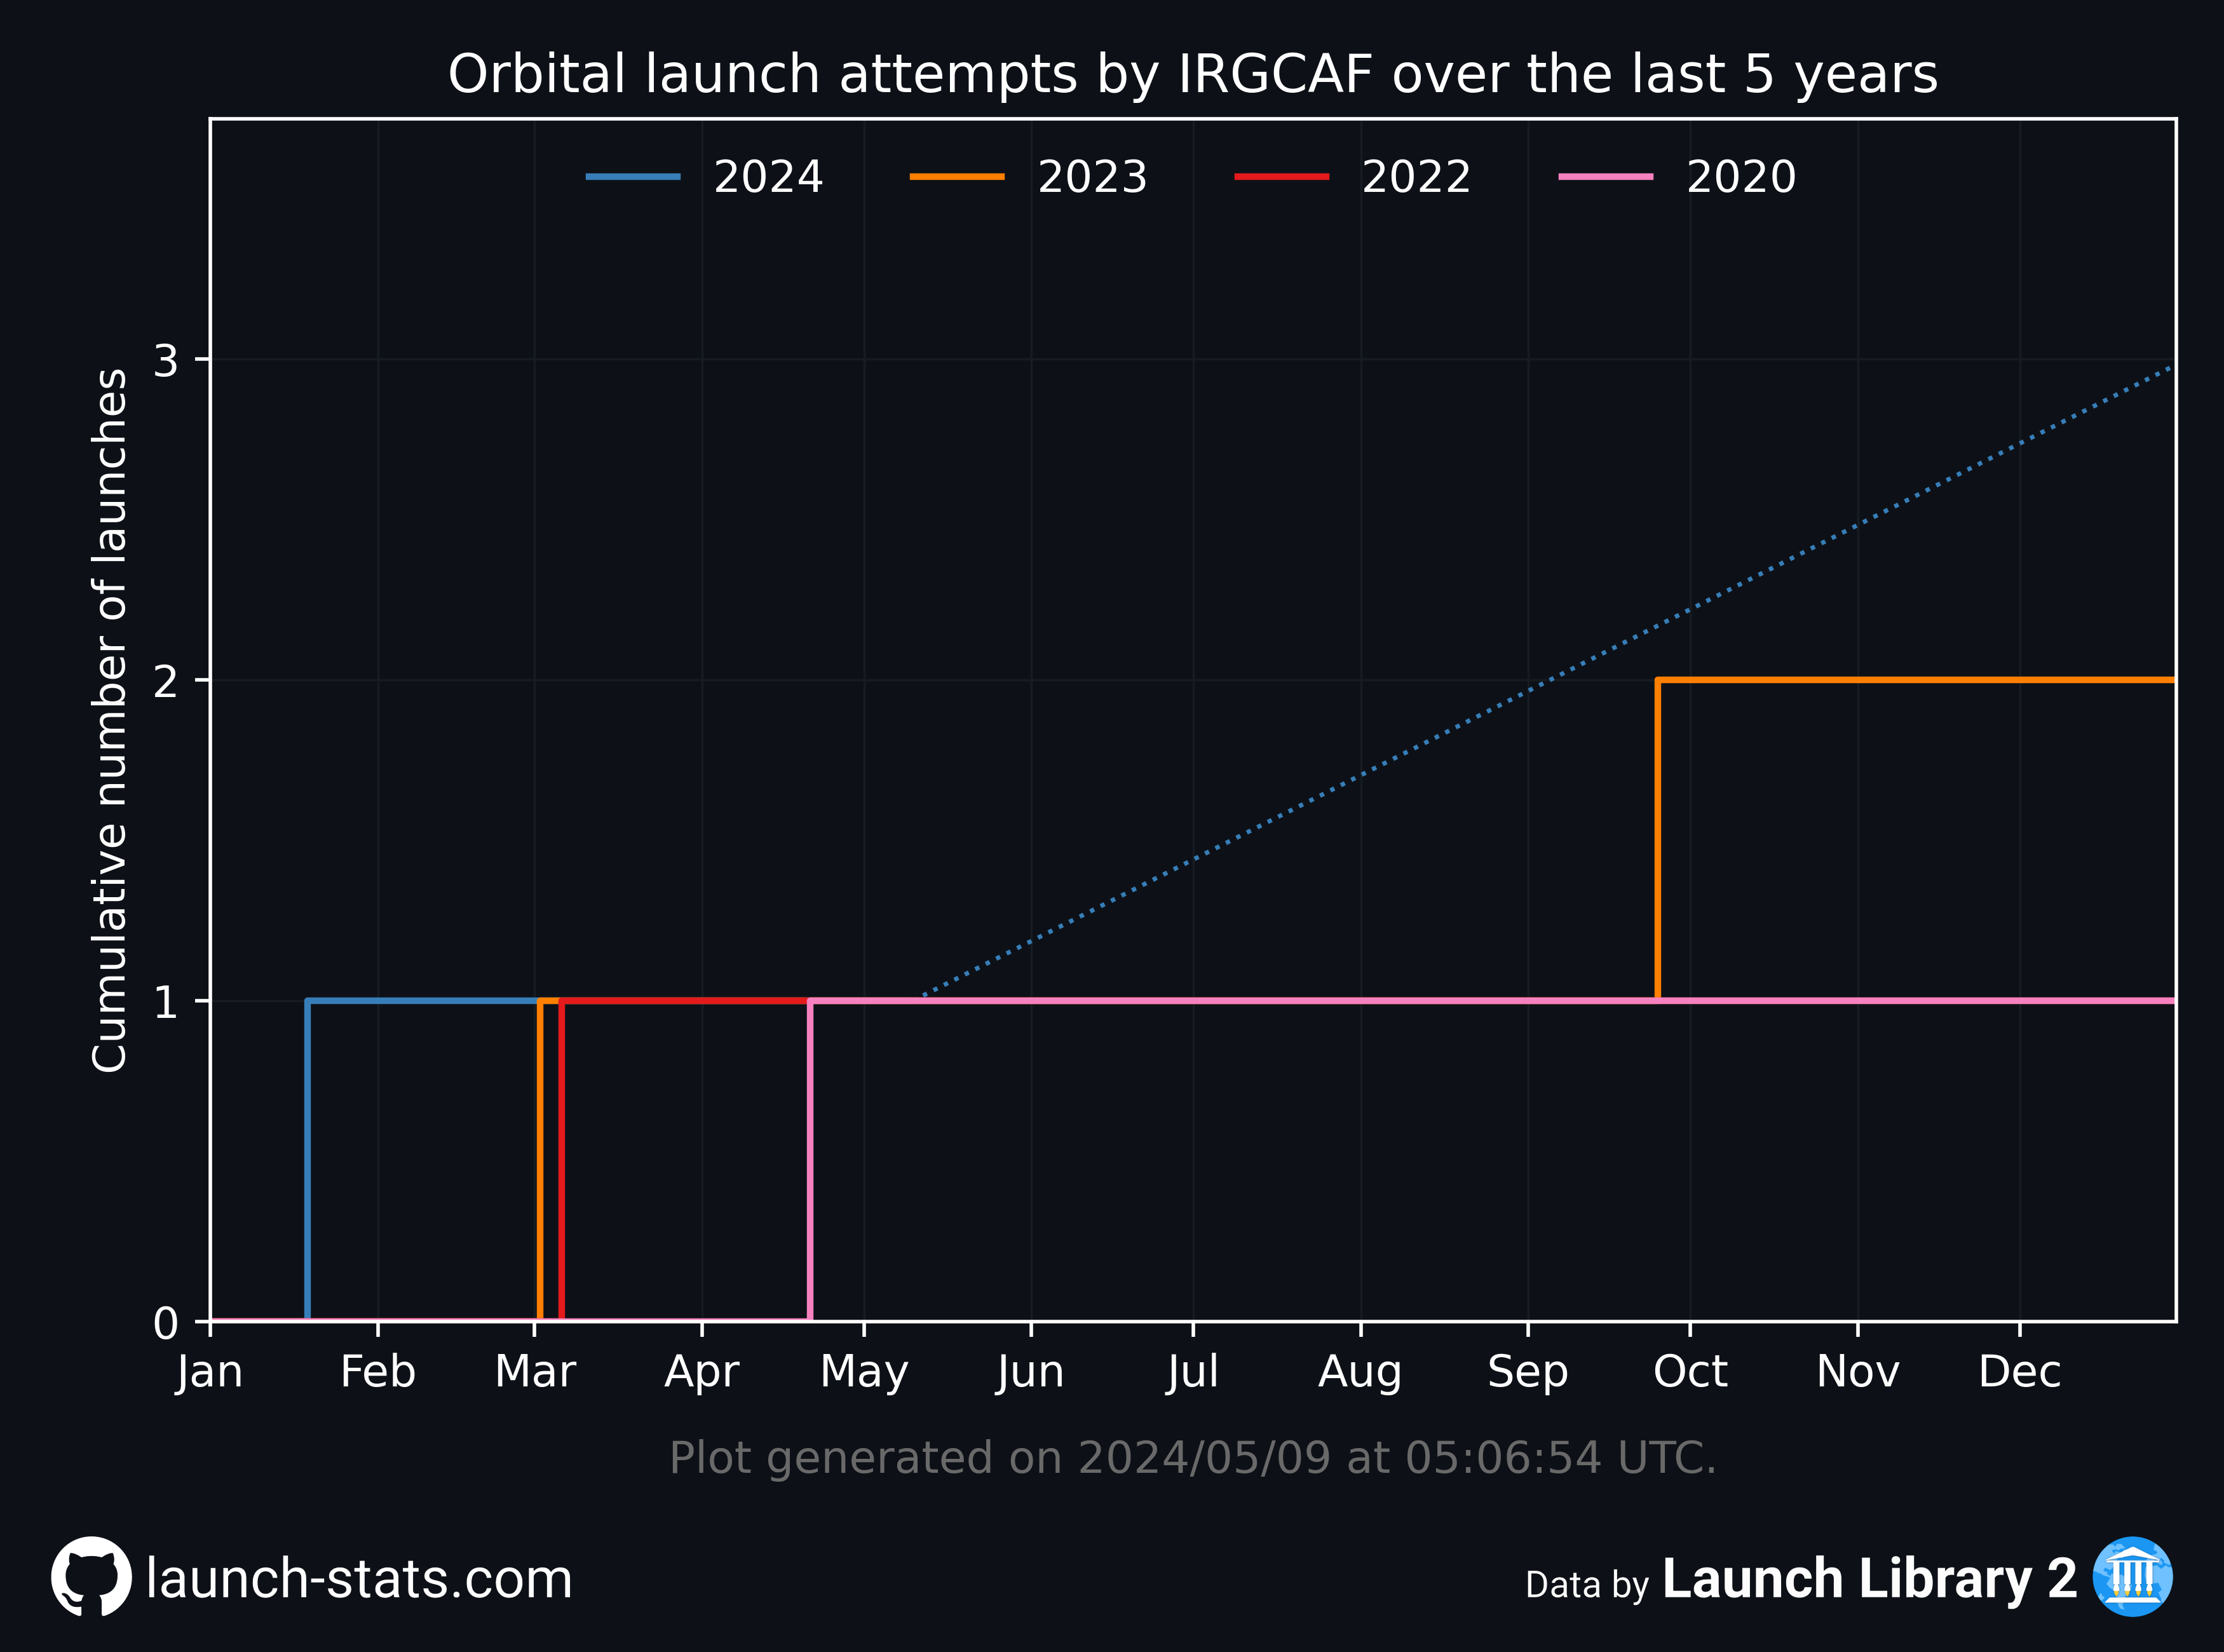 Orbital launch attempts by IRGCAF over the last 5 years
2024 2023 2022 2020
Cumulative number of launches
3
2
1
0
Jan Feb Mar Apr May Jun Jul Aug Sep Oct Nov Dec
Plot generated on 2024/05/09 at 05:06:54 UTC.
launch-stats.com
Data by Launch Library 2